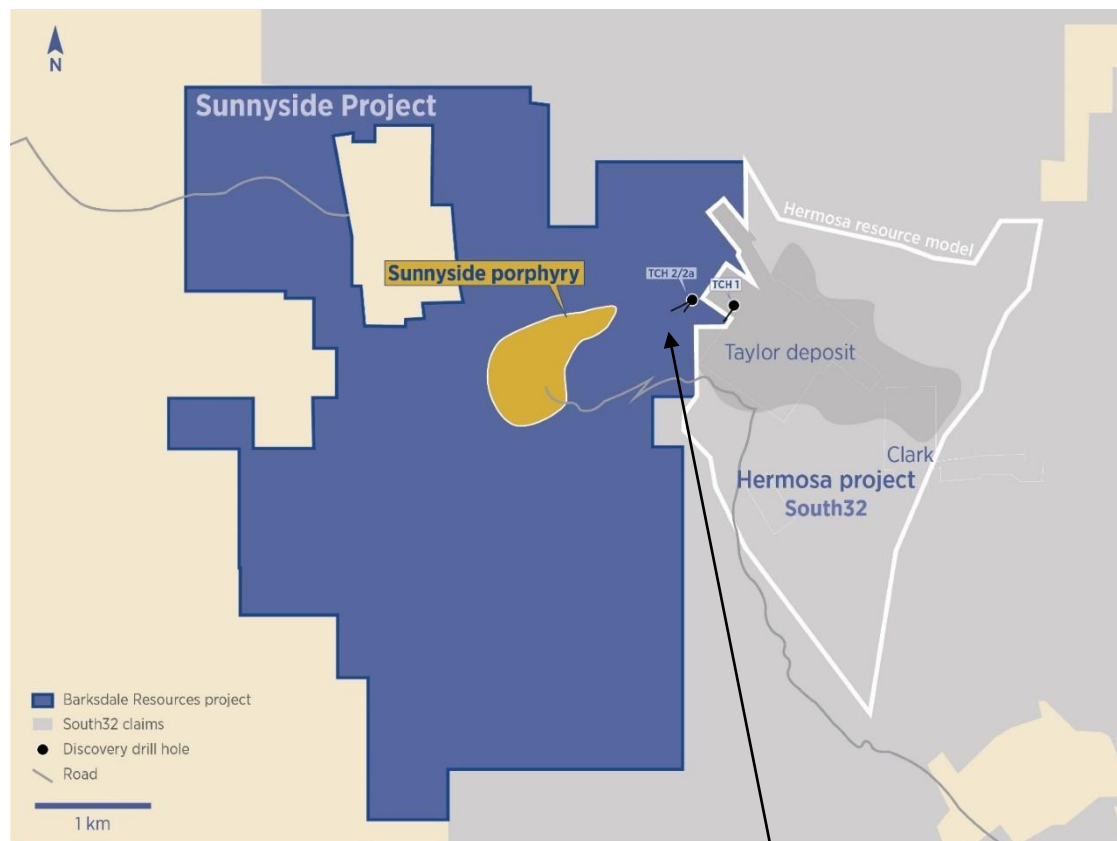 N
Sunnyside Project
Hermosa resource model
Sunnyside porphyry
TCH 2/2a
TCH 1
Taylor deposit
Clark
Hermosa project
South32
Barksdale Resources project
South32 claims
Discovery drill hole
Road
1 km